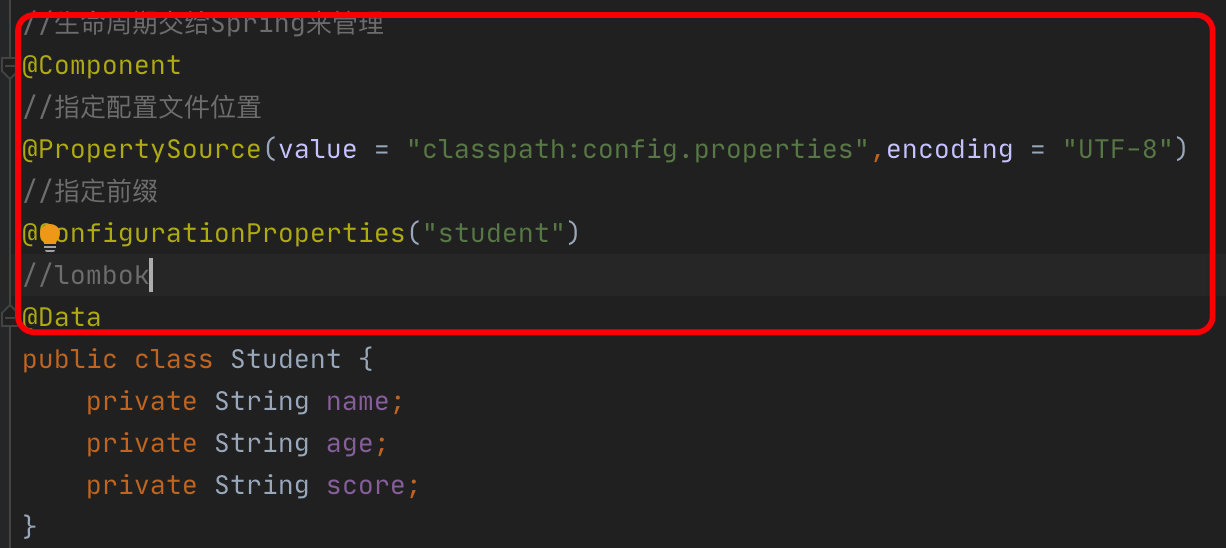 //生命周期交给Spring来管理
@Component
//指定配置文件位置
@PropertySource(value = "classpath:config.properties",encoding = "UTF-8")
//指定前缀
@ConfigurationProperties("student")
//lombok
@Data
public class Student {
    private String name;
    private String age;
    private String score;
}